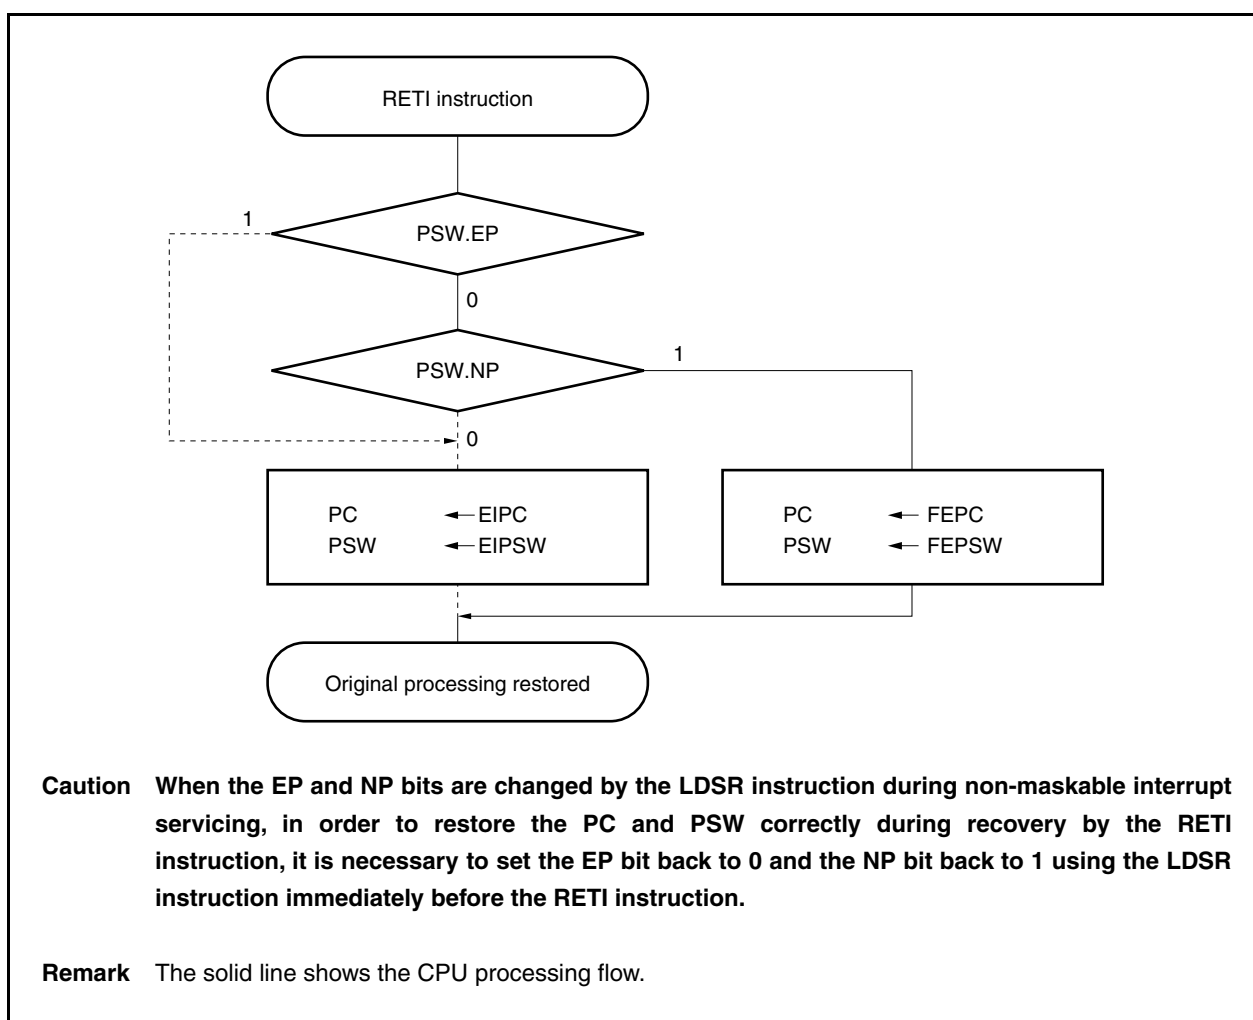 RETI instruction
1
PSW.EP
0
PSW.NP
1
0
PC ← EIPC
PSW ← EIPSW
PC ← FEPC
PSW ← FEPSW
Original processing restored
Caution When the EP and NP bits are changed by the LDSR instruction during non-maskable interrupt
servicing, in order to restore the PC and PSW correctly during recovery by the RETI
instruction, it is necessary to set the EP bit back to 0 and the NP bit back to 1 using the LDSR
instruction immediately before the RETI instruction.
Remark The solid line shows the CPU processing flow.